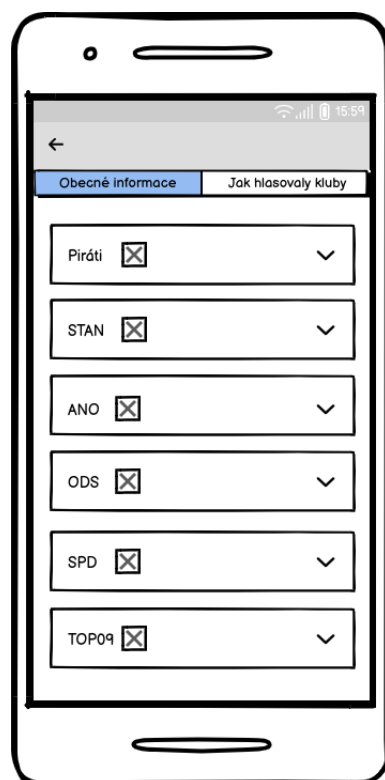 15:59
Obecné informace
Jak hlasovaly kluby
Piráti
STAN
ANO
ODS
SPD
TOP09